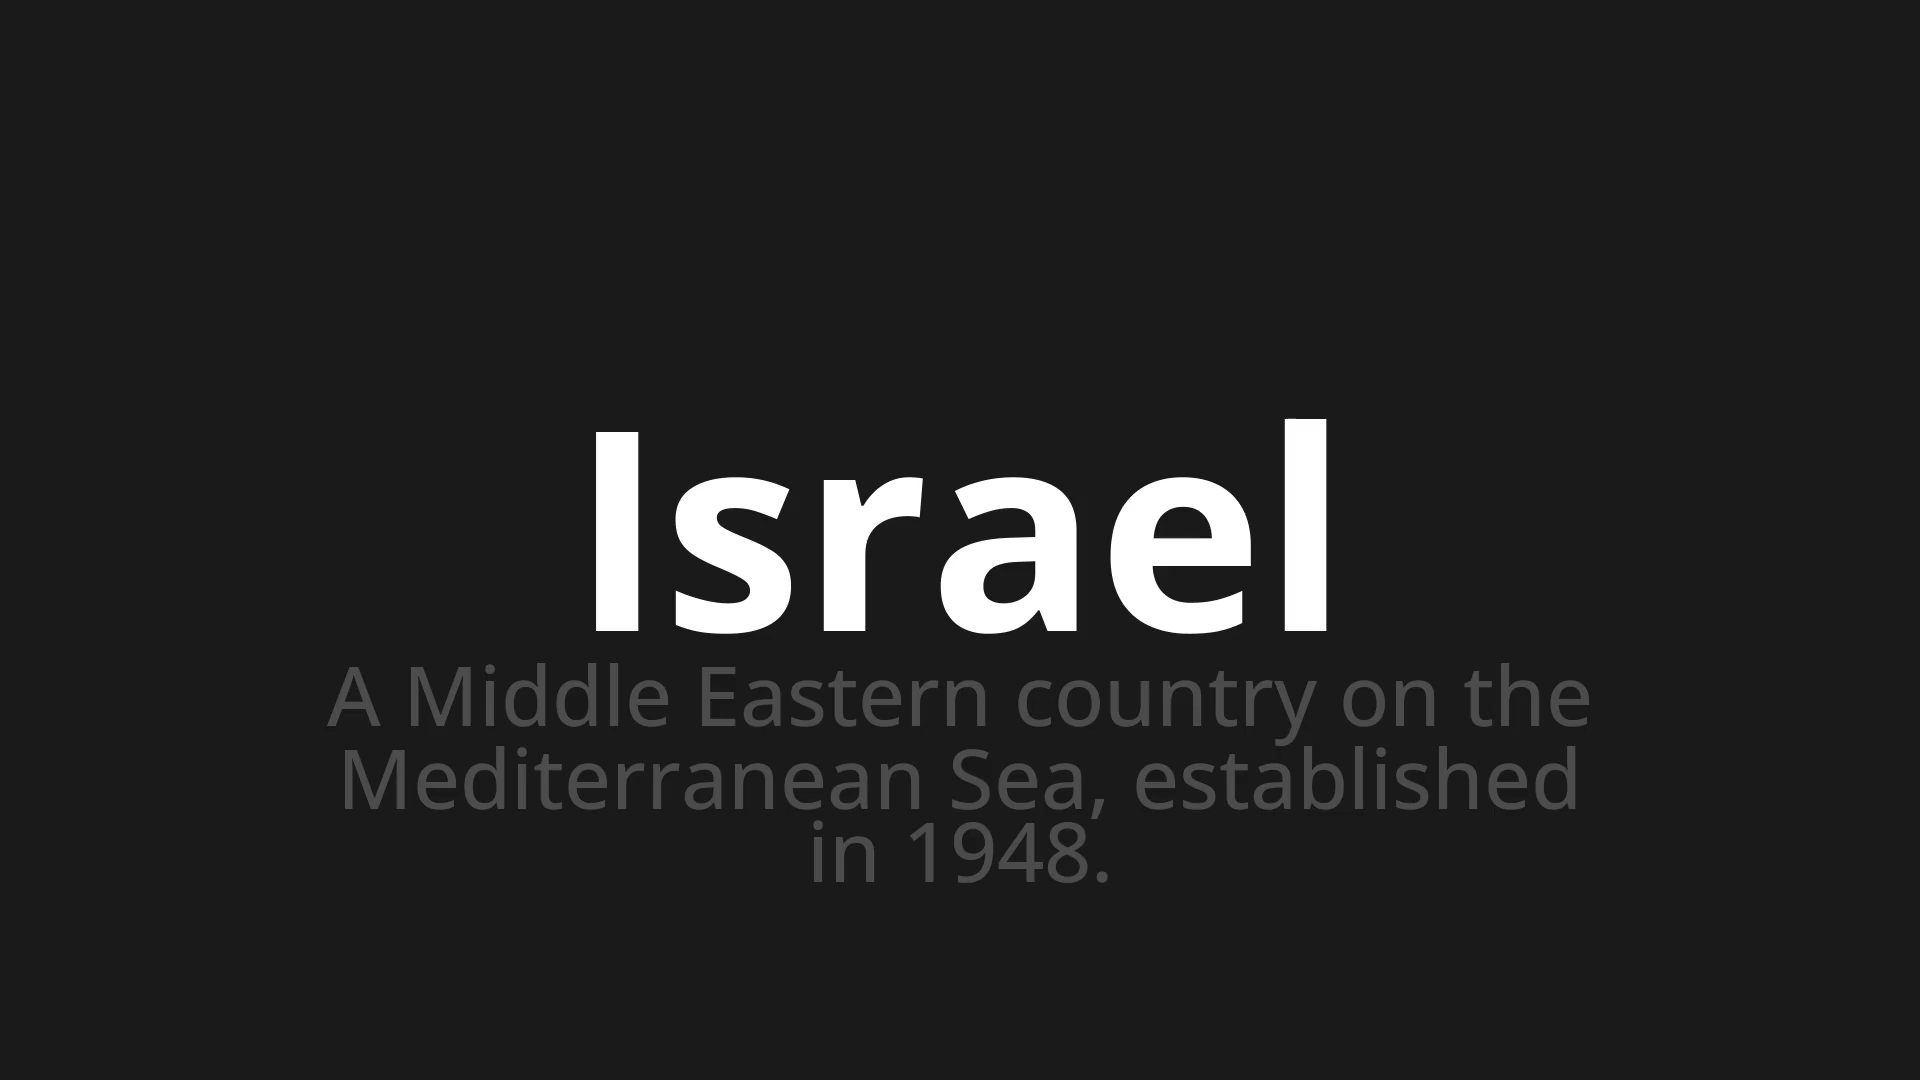 Israel
A Middle Eastern country on the
Mediterranean Sea, established
in 1948.